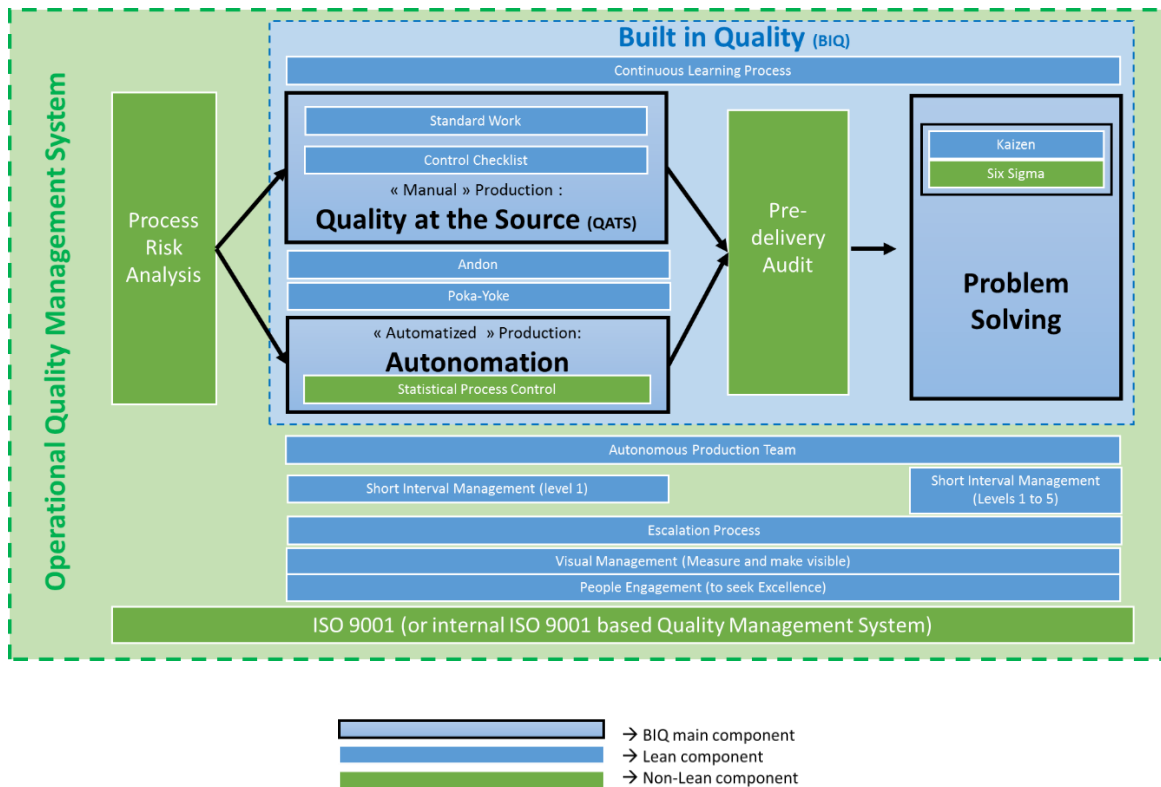 Operational Quality Management System
Built in Quality (BIQ)
Continuous Learning Process
Process
Risk
Analysis
Standard Work
Control Checklist
« Manual » Production :
Quality at the Source (QATS)
Andon
Poka-Yoke
« Automatized  » Production:
Autonomation
Statistical Process Control
Pre-
delivery
Audit
Kaizen
Six Sigma
Problem
Solving
Autonomous Production Team
Short Interval Management (level 1)
Short Interval Management
(Levels 1 to 5)
Escalation Process
Visual Management (Measure and make visible)
People Engagement (to seek Excellence)
ISO 9001 (or internal ISO 9001 based Quality Management System)
→ BIQ main component
→ Lean component
→ Non-Lean component